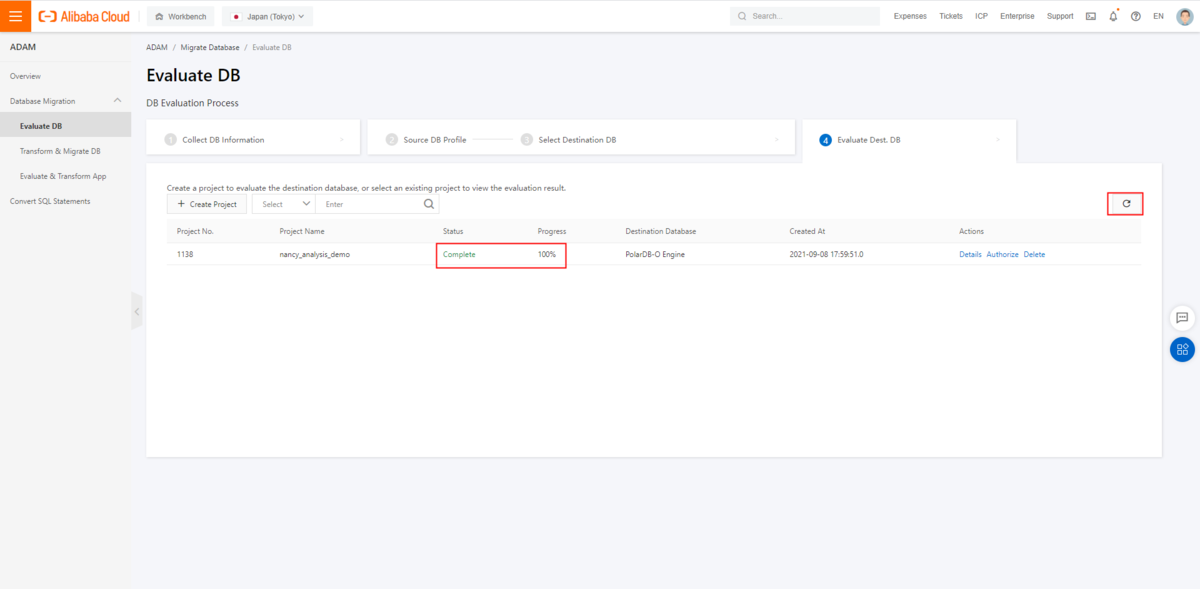 Alibaba Cloud
Workbench
Japan (Tokyo)
Search...
Expenses
Tickets
ICP
Enterprise
Support
EN
ADAM
Overview
Database Migration
Evaluate DB
Transform & Migrate DB
Evaluate & Transform App
Convert SQL Statements
ADAM / Migrate Database / Evaluate DB
Evaluate DB
DB Evaluation Process
1 Collect DB Information
2 Source DB Profile
3 Select Destination DB
4 Evaluate Dest. DB
Create a project to evaluate the destination database, or select an existing project to view the evaluation result.
+ Create Project
Select
Enter
Project No. Project Name Status Progress Destination Database Created At Actions
1138 nancy_analysis_demo Complete 100% PolarDB-O Engine 2021-09-08 17:59:51.0 Details Authorize Delete